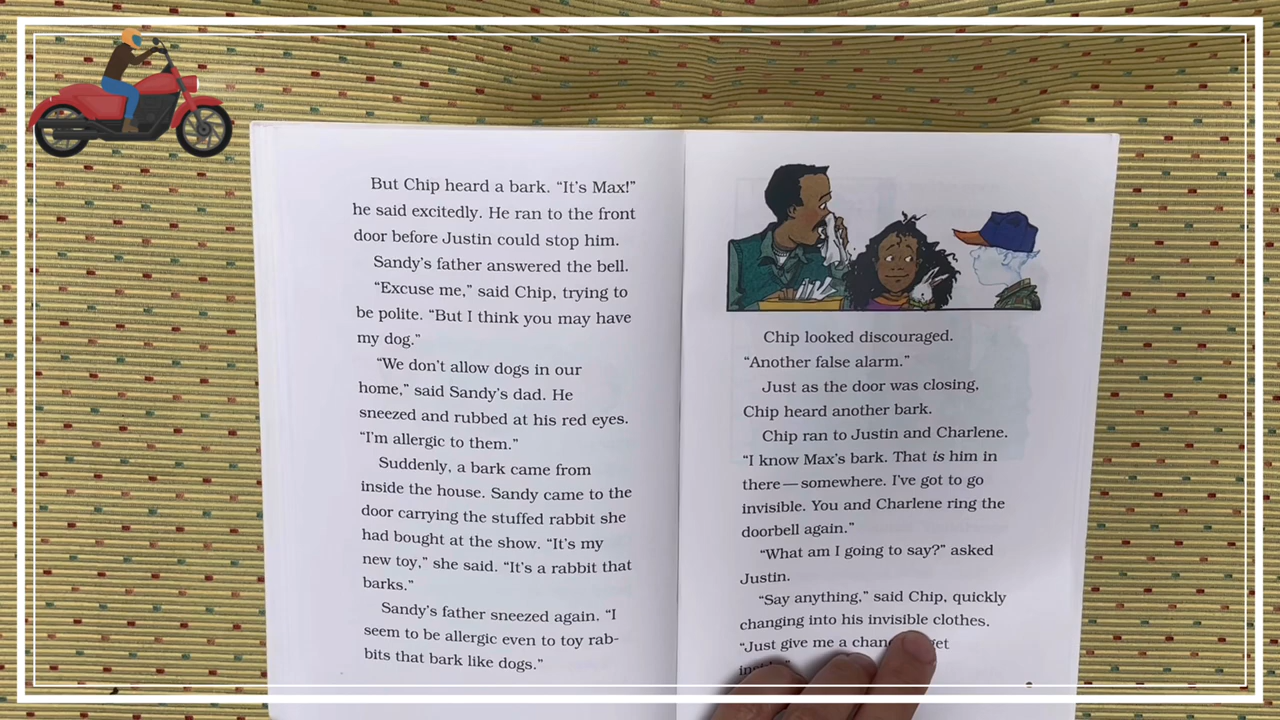 But Chip heard a bark. “It’s Max!”
he said excitedly. He ran to the front
door before Justin could stop him.
Sandy’s father answered the bell.
“Excuse me,” said Chip, trying to
be polite. “But I think you may have
my dog.”
“We don’t allow dogs in our
home,” said Sandy’s dad. He
sneezed and rubbed at his red eyes.
“I’m allergic to them.”
Suddenly, a bark came from
inside the house. Sandy came to the
door carrying the stuffed rabbit she
had bought at the show. “It’s my
new toy,” she said. “It’s a rabbit that
barks.”
Sandy’s father sneezed again. “I
seem to be allergic even to toy rab-
bits that bark like dogs.”
Chip looked discouraged.
“Another false alarm.”
Just as the door was closing,
Chip heard another bark.
Chip ran to Justin and Charlene.
“I know Max’s bark. That is him in
there—somewhere. I’ve got to go
invisible. You and Charlene ring the
doorbell again.”
“What am I going to say?” asked
Justin.
“Say anything,” said Chip, quickly
changing into his invisible clothes.
“Just give me a get